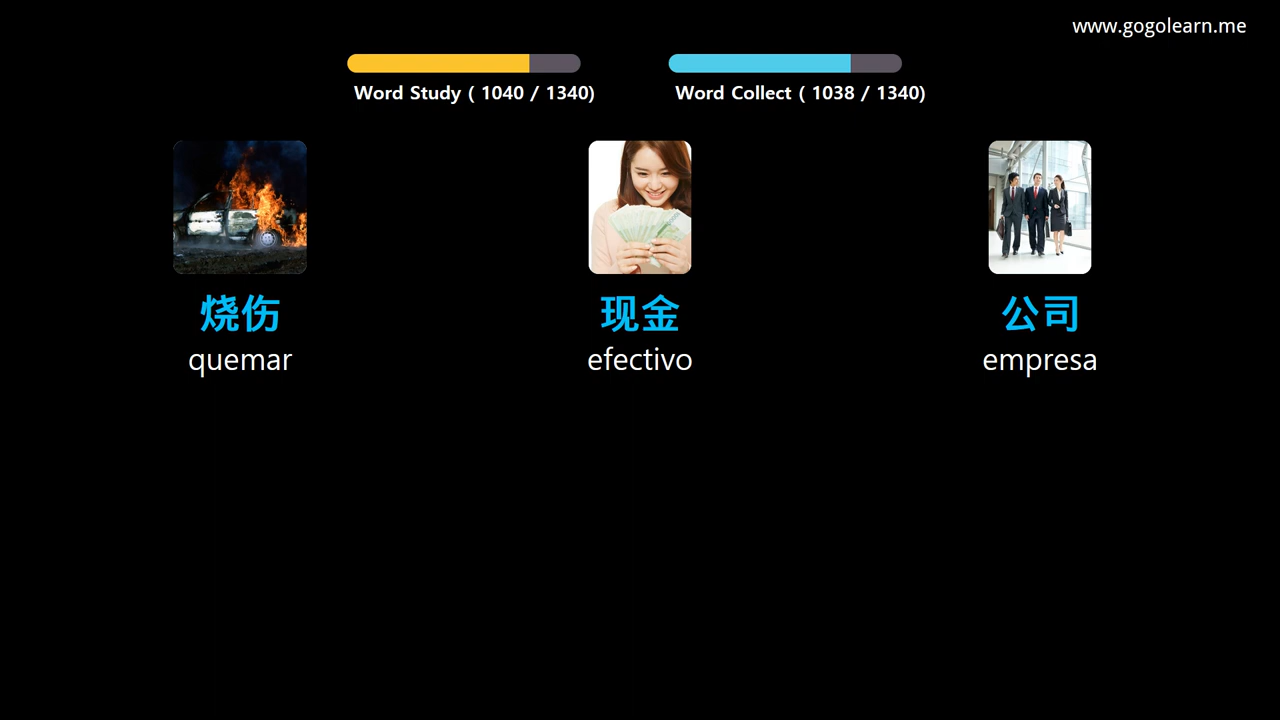 www.gogolearn.me
Word Study ( 1040 / 1340)
Word Collect ( 1038 / 1340)
烧伤
现金
公司
quemar
efectivo
empresa